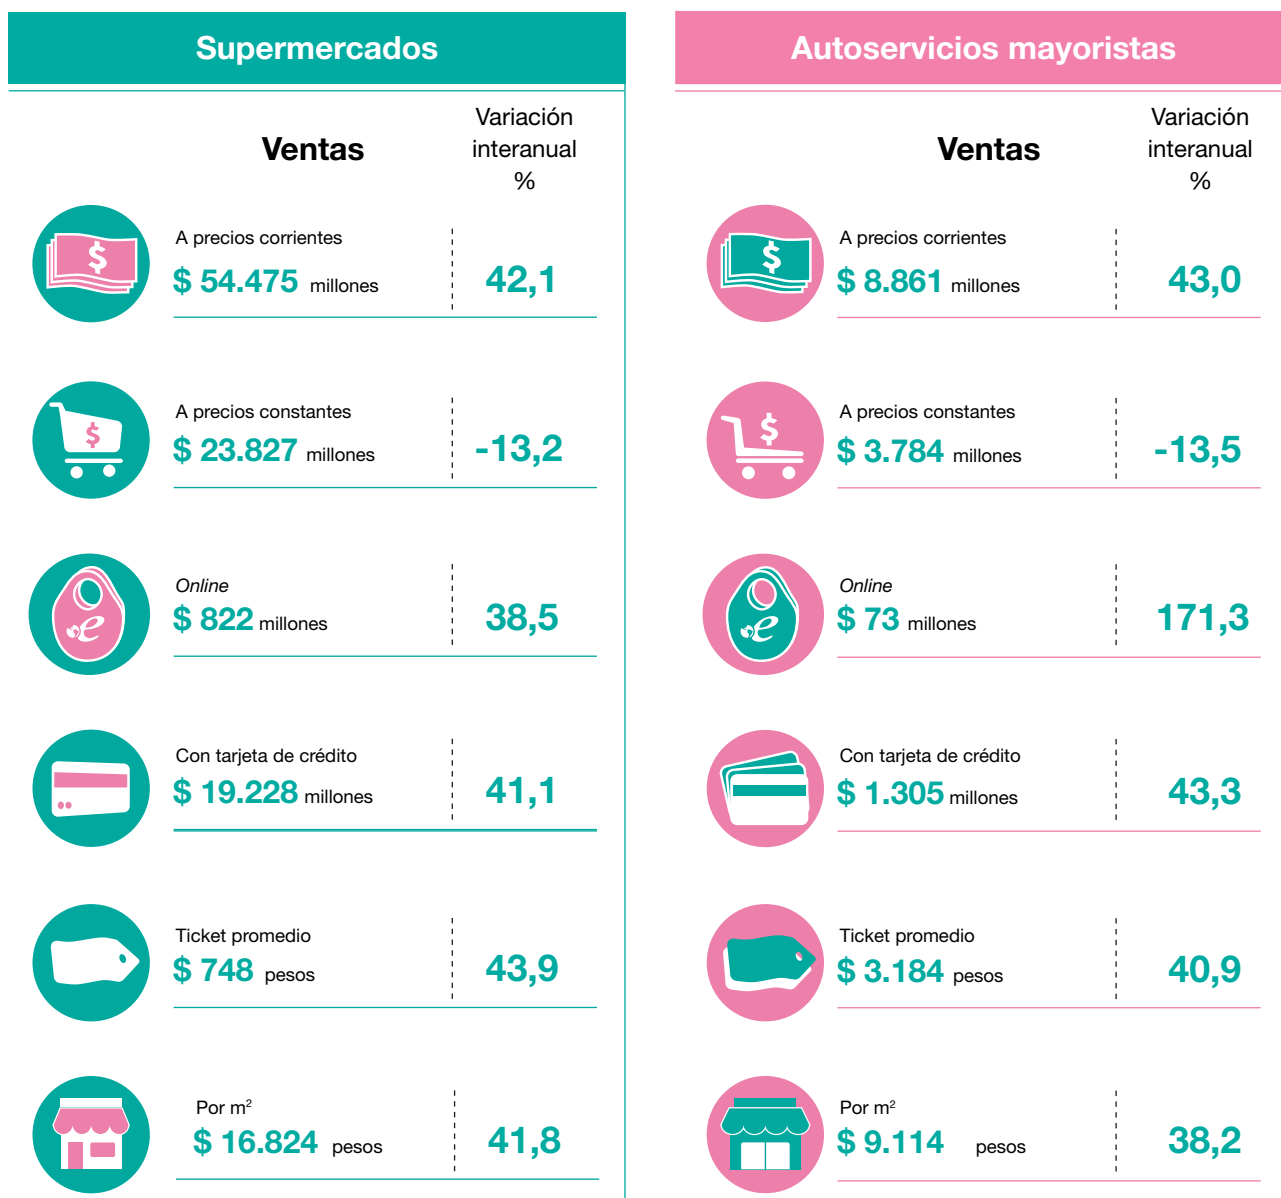 Supermercados
Ventas
Variación
interanual
%
A precios corrientes
$ 54.475 millones
42,1
A precios constantes
$ 23.827 millones
-13,2
Online
$ 822 millones
38,5
Con tarjeta de crédito
$ 19.228 millones
41,1
Ticket promedio
$ 748 pesos
43,9
Por m²
$ 16.824 pesos
41,8
Autoservicios mayoristas
Ventas
Variación
interanual
%
A precios corrientes
$ 8.861 millones
43,0
A precios constantes
$ 3.784 millones
-13,5
Online
$ 73 millones
171,3
Con tarjeta de crédito
$ 1.305 millones
43,3
Ticket promedio
$ 3.184 pesos
40,9
Por m²
$ 9.114 pesos
38,2